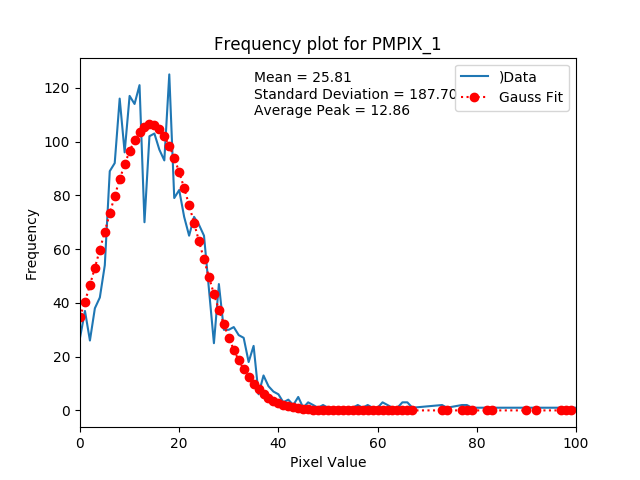 Frequency plot for PMPIX_1
Mean = 25.81
Standard Deviation = 187.70
Average Peak = 12.86
)Data
Gauss Fit
Frequency
120
100
80
60
40
20
0
0 20 40 60 80 100
Pixel Value